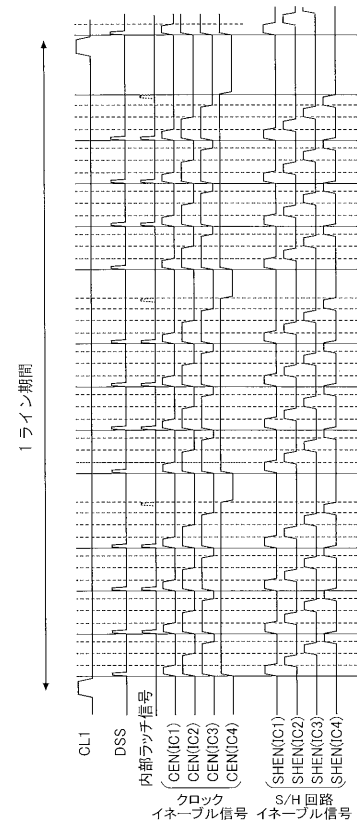 1 ライン期間
CL1
DSS
内部ラッチ信号
CEN(IC1)
CEN(IC2)
CEN(IC3)
CEN(IC4)
クロック
イネーブル信号
SHEN(IC1)
SHEN(IC2)
SHEN(IC3)
SHEN(IC4)
S/H 回路
イネーブル信号